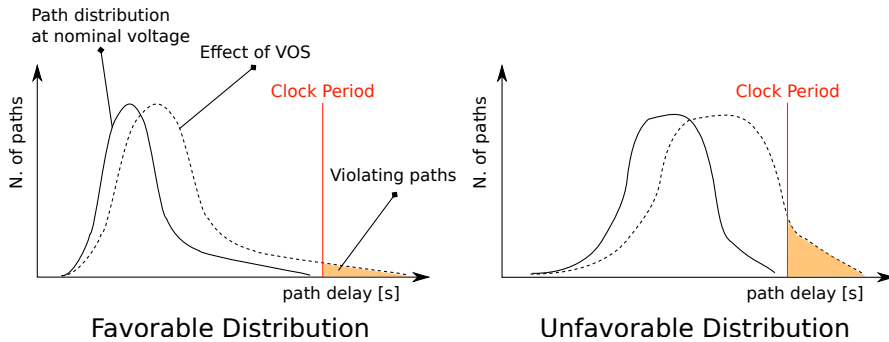 Path distribution
at nominal voltage
Effect of VOS
Clock Period
Violating paths
N. of paths
path delay [s]
Favorable Distribution
Clock Period
N. of paths
path delay [s]
Unfavorable Distribution